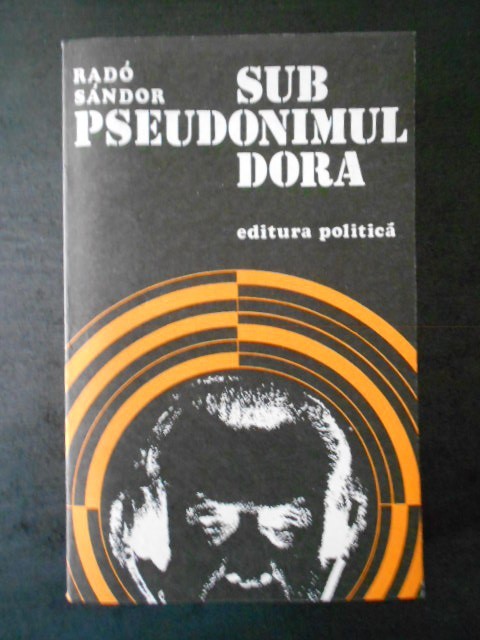 RADÓ
SÁNDOR
SUB
PSEUDONIMUL
DORA
editura politică